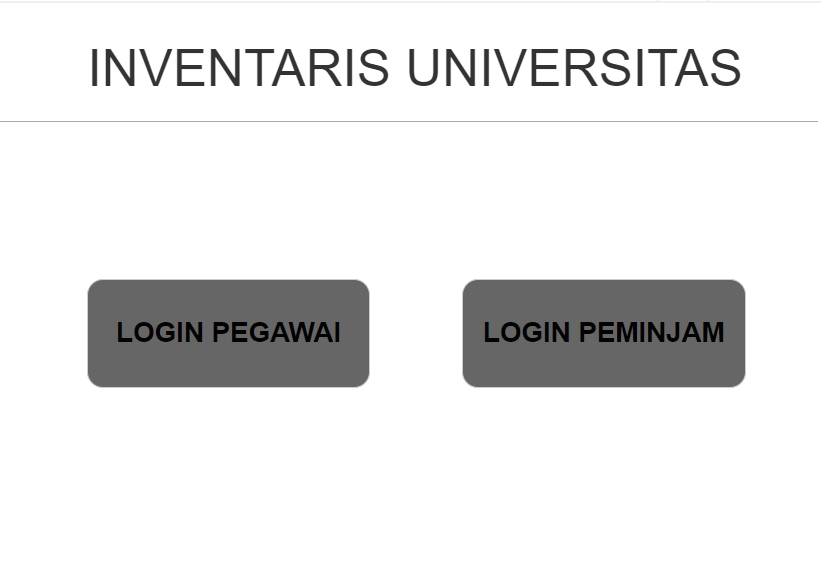 INVENTARIS UNIVERSITAS
LOGIN PEGAWAI
LOGIN PEMINJAM